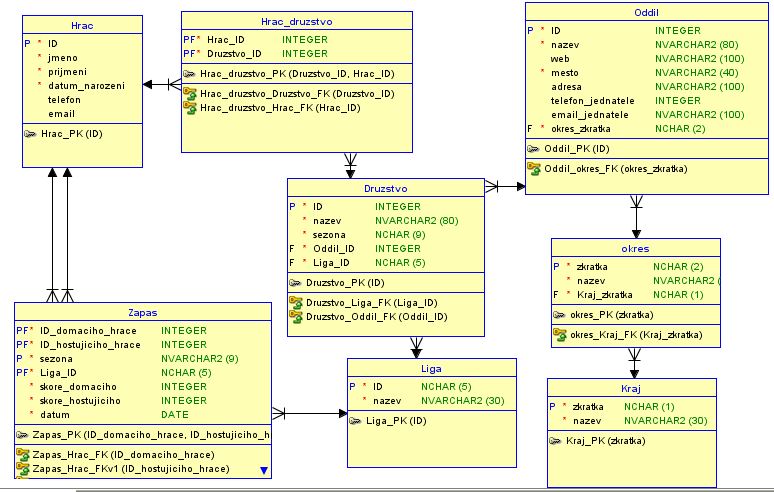 Hrac
P * ID
* jmeno
* prijmeni
* datum_narozeni
telefon
email
Hrac_PK (ID)
Hrac_druzstvo
PF* Hrac_ID INTEGER
PF* Druzstvo_ID INTEGER
Hrac_druzstvo_PK (Druzstvo_ID, Hrac_ID)
Hrac_druzstvo_Druzstvo_FK (Druzstvo_ID)
Hrac_druzstvo_Hrac_FK (Hrac_ID)
Oddil
P * ID INTEGER
* nazev NVARCHAR2 (80)
web NVARCHAR2 (100)
* mesto NVARCHAR2 (40)
adresa NVARCHAR2 (100)
telefon_jednatele INTEGER
email_jednatele NVARCHAR2 (100)
F * okres_zkratka NCHAR (2)
Oddil_PK (ID)
Oddil_okres_FK (okres_zkratka)
Druzstvo
P * ID INTEGER
* nazev NVARCHAR2 (80)
* sezona NCHAR (9)
F * Oddil_ID INTEGER
F * Liga_ID NCHAR (5)
Druzstvo_PK (ID)
Druzstvo_Liga_FK (Liga_ID)
Druzstvo_Oddil_FK (Oddil_ID)
okres
P * zkratka NCHAR (2)
* nazev NVARCHAR2 (
F * Kraj_zkratka NCHAR (1)
okres_PK (zkratka)
okres_Kraj_FK (Kraj_zkratka)
Zapas
PF* ID_domaciho_hrace INTEGER
PF* ID_hostujiciho_hrace INTEGER
P * sezona NVARCHAR2 (9)
PF* Liga_ID NCHAR (5)
* skore_domaciho INTEGER
* skore_hostujiciho INTEGER
* datum DATE
Zapas_PK (ID_domaciho_hrace, ID_hostujiciho_h
Zapas_Hrac_FK (ID_domaciho_hrace)
Zapas_Hrac_FKv1 (ID_hostujiciho_hrace)
Liga
P * ID NCHAR (5)
* nazev NVARCHAR2 (30)
Liga_PK (ID)
Kraj
P * zkratka NCHAR (1)
* nazev NVARCHAR2 (30)
Kraj_PK (zkratka)